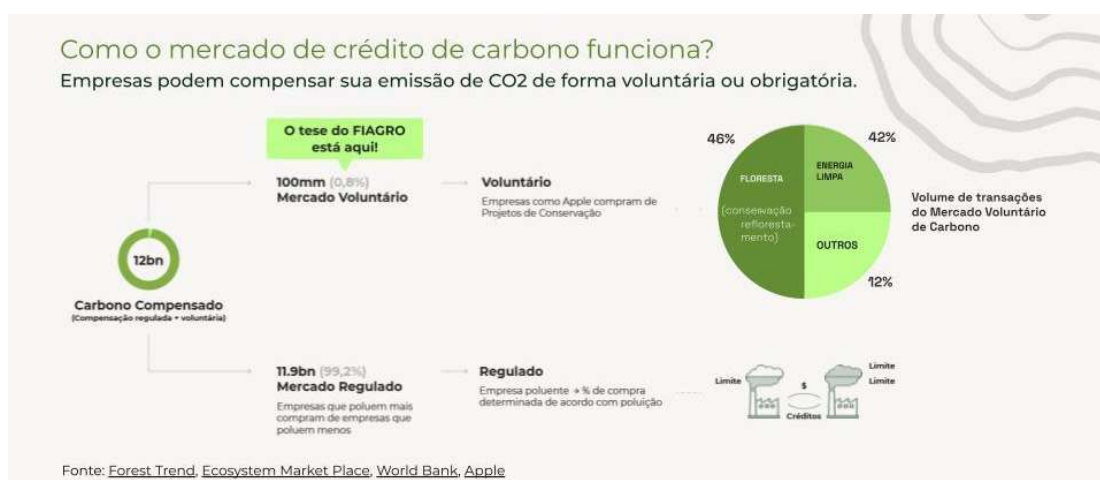 Como o mercado de crédito de carbono funciona?
Empresas podem compensar sua emissão de CO2 de forma voluntária ou obrigatória.
O tese do FIAGRO
está aqui!
100mm (0,8%)
Mercado Voluntário
Voluntário
Empresas como Apple compram de
Projetos de Conservação
46%
42%
FLORESTA
(conservação
refloresta-
mento)
ENERGIA
LIMPA
OUTROS
12%
Volume de transações
do Mercado Voluntário
de Carbono
12bn
Carbono Compensado
(Compensação regulada + voluntária)
11.9bn (99,2%)
Mercado Regulado
Empresas que poluem mais
compram de empresas que
poluem menos
Regulado
Empresa poluente → % de compra
determinada de acordo com poluição
Limite
$
Créditos
Limite
Limite
Fonte: Forest Trend, Ecosystem Market Place, World Bank, Apple